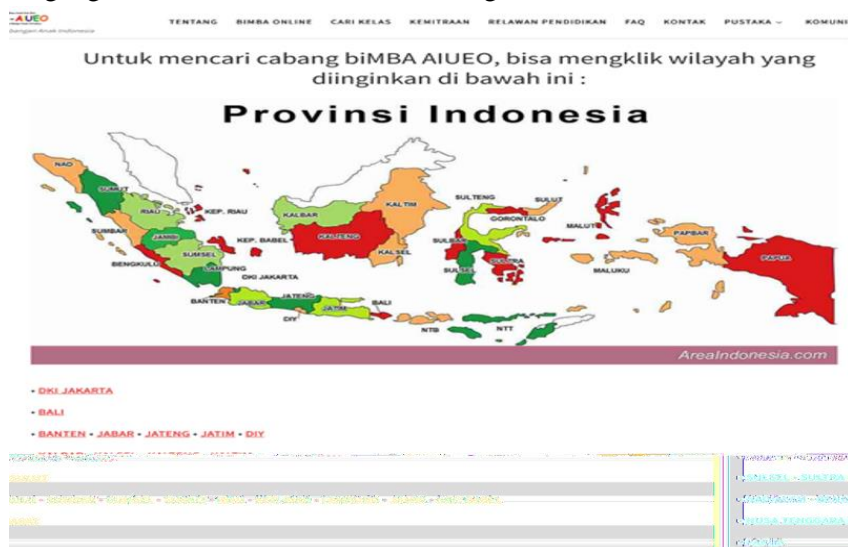 AUEO
TENTANG BIMBA ONLINE CARI KELAS KEMITRAAN RELAWAN PENDIDIKAN FAQ KONTAK PUSTAKA KOMUNI
Untuk mencari cabang biMBA AIUEO, bisa mengklik wilayah yang
diinginkan di bawah ini :
Provinsi Indonesia
NAD
SUMUT
RIAU
KEP. RIAU
SUMBAR
JAMBI
KEP. BABEL
SUMSEL
BENGKULU
LAMPUNG
DKI JAKARTA
BANTEN
JABAR
JATENG
DIY
JATIM
BALI
NTB
NTT
KALBAR
KALTENG
KALTIM
KALSEL
SULTENG
SULUT
GORONTALO
SULBAR
SULSEL
SULTRA
MALUT
MALUKU
PAPBAR
PAPUA
AreaIndonesia.com
• DKI JAKARTA
• BALI
• BANTEN • JABAR • JATENG • JATIM • DIY